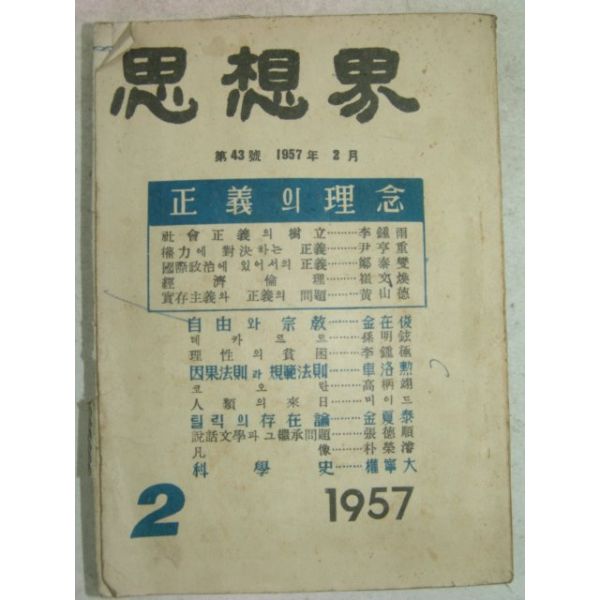 思想界
第43號 1957年 2月
正義의 理念
社會正義의 樹立………李鍾雨
權力에 對決하는 正義………尹亨重
國際政治에 있어서의 正義………鄭泰燮
經濟倫理………崔文煥
實存主義와 正義의 問題………黃山德
自由와 宗敎………金在俊
데카르트………孫明鉉
理性의 貧困………李鍾極
因果法則과 規範法則………車洛勳
코오란………高柄翊
人類의 來日………미이드
릴릭의 存在論………金夏泰
說話文學과 그 繼承問題………張德順
凡像………朴榮濬
科學史………權寧大
2
1957